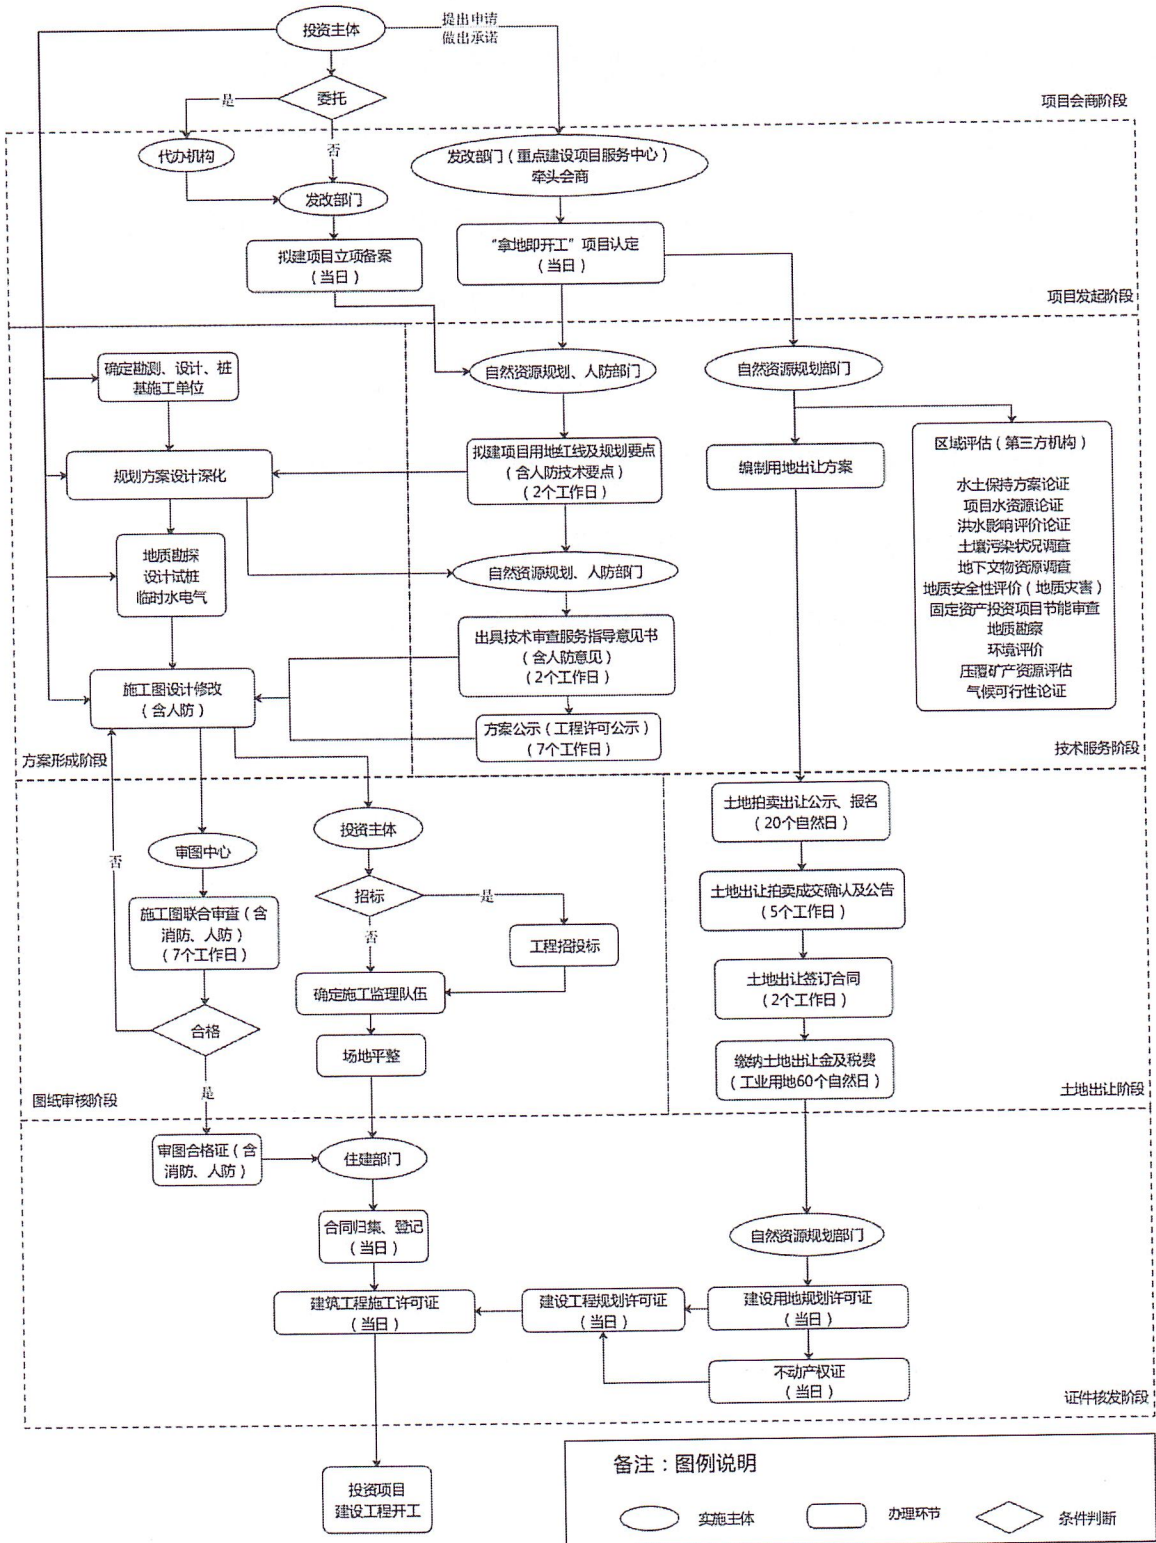 投资主体
提出申请
做出承诺
委托
是
项目会商阶段
代办机构
否
发改部门（重点建设项目服务中心）
牵头会商
发改部门
拟建项目立项备案
（当日）
“拿地即开工”项目认定
（当日）
项目发起阶段
确定勘测、设计、桩
基施工单位
自然资源规划、人防部门
自然资源规划部门
规划方案设计深化
拟建项目用地红线及规划要点
（含人防技术要点）
（2个工作日）
编制用地出让方案
区域评估（第三方机构）
水土保持方案论证
项目水资源论证
洪水影响评价论证
土壤污染状况调查
地下文物资源调查
地质安全性评价（地质灾害）
固定资产投资项目节能审查
地质勘察
环境评价
压覆矿产资源评估
气候可行性论证
地质勘探
设计试桩
临时水电气
自然资源规划、人防部门
出具技术审查服务指导意见书
（含人防意见）
（2个工作日）
施工图设计修改
（含人防）
方案公示（工程许可公示）
（7个工作日）
方案形成阶段
技术服务阶段
土地拍卖出让公示、报名
（20个自然日）
投资主体
审图中心
否
招标
是
土地出让拍卖成交确认及公告
（5个工作日）
施工图联合审查（含
消防、人防）
（7个工作日）
否
工程招投标
土地出让签订合同
（2个工作日）
确定施工监理队伍
合格
场地平整
缴纳土地出让金及税费
（工业用地60个自然日）
是
图纸审核阶段
土地出让阶段
审图合格证（含
消防、人防）
住建部门
合同归集、登记
（当日）
自然资源规划部门
建筑工程施工许可证
（当日）
建设工程规划许可证
（当日）
建设用地规划许可证
（当日）
不动产权证
（当日）
证件核发阶段
投资项目
建设工程开工
备注：图例说明
实施主体
办理环节
条件判断